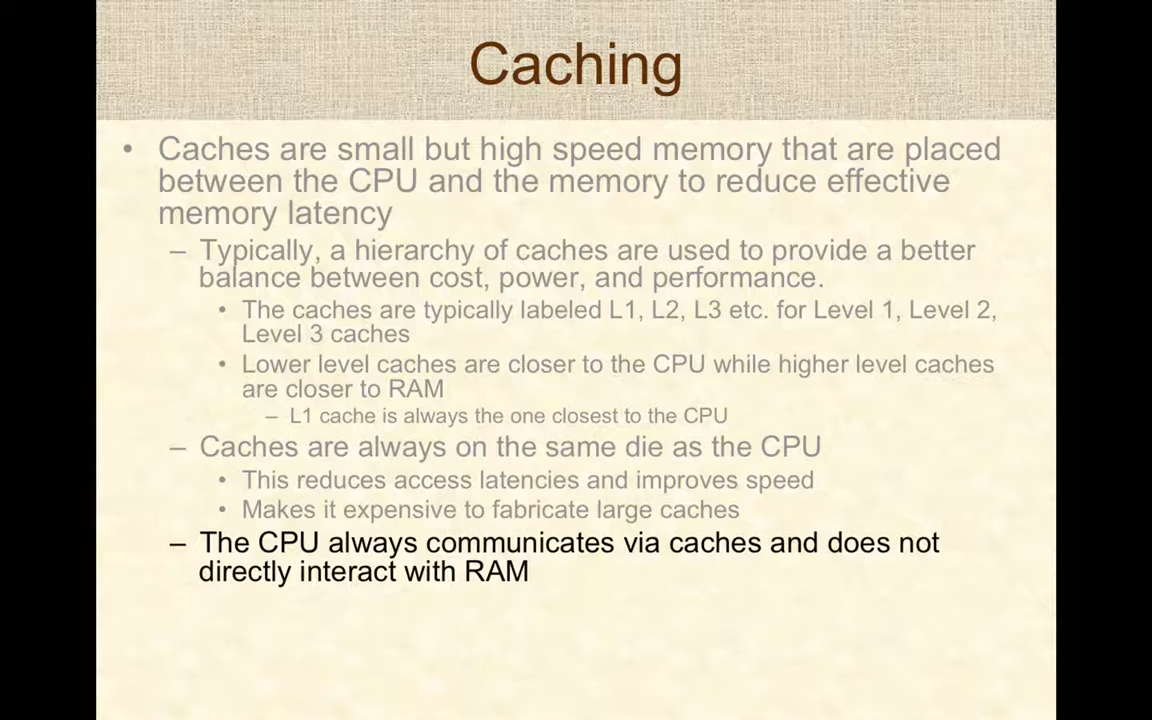 Caching
• Caches are small but high speed memory that are placed
between the CPU and the memory to reduce effective
memory latency
– Typically, a hierarchy of caches are used to provide a better
balance between cost, power, and performance.
• The caches are typically labeled L1, L2, L3 etc. for Level 1, Level 2,
Level 3 caches
• Lower level caches are closer to the CPU while higher level caches
are closer to RAM
– L1 cache is always the one closest to the CPU
– Caches are always on the same die as the CPU
• This reduces access latencies and improves speed
• Makes it expensive to fabricate large caches
– The CPU always communicates via caches and does not
directly interact with RAM